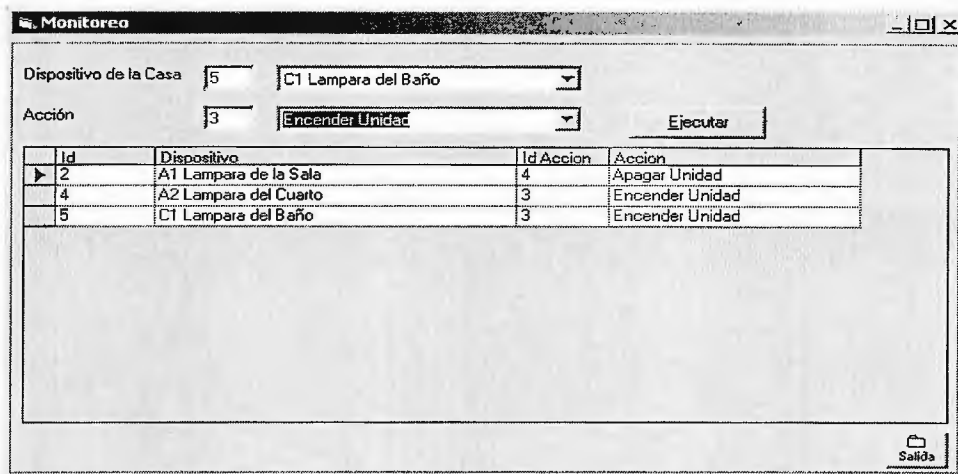 Monitoreo
Dispositivo de la Casa 5 C1 Lampara del Baño
Acción 3 Encender Unidad Ejecutar
Id Dispositivo Id Accion Accion
2 A1 Lampara de la Sala 4 Apagar Unidad
4 A2 Lampara del Cuarto 3 Encender Unidad
5 C1 Lampara del Baño 3 Encender Unidad
Salida